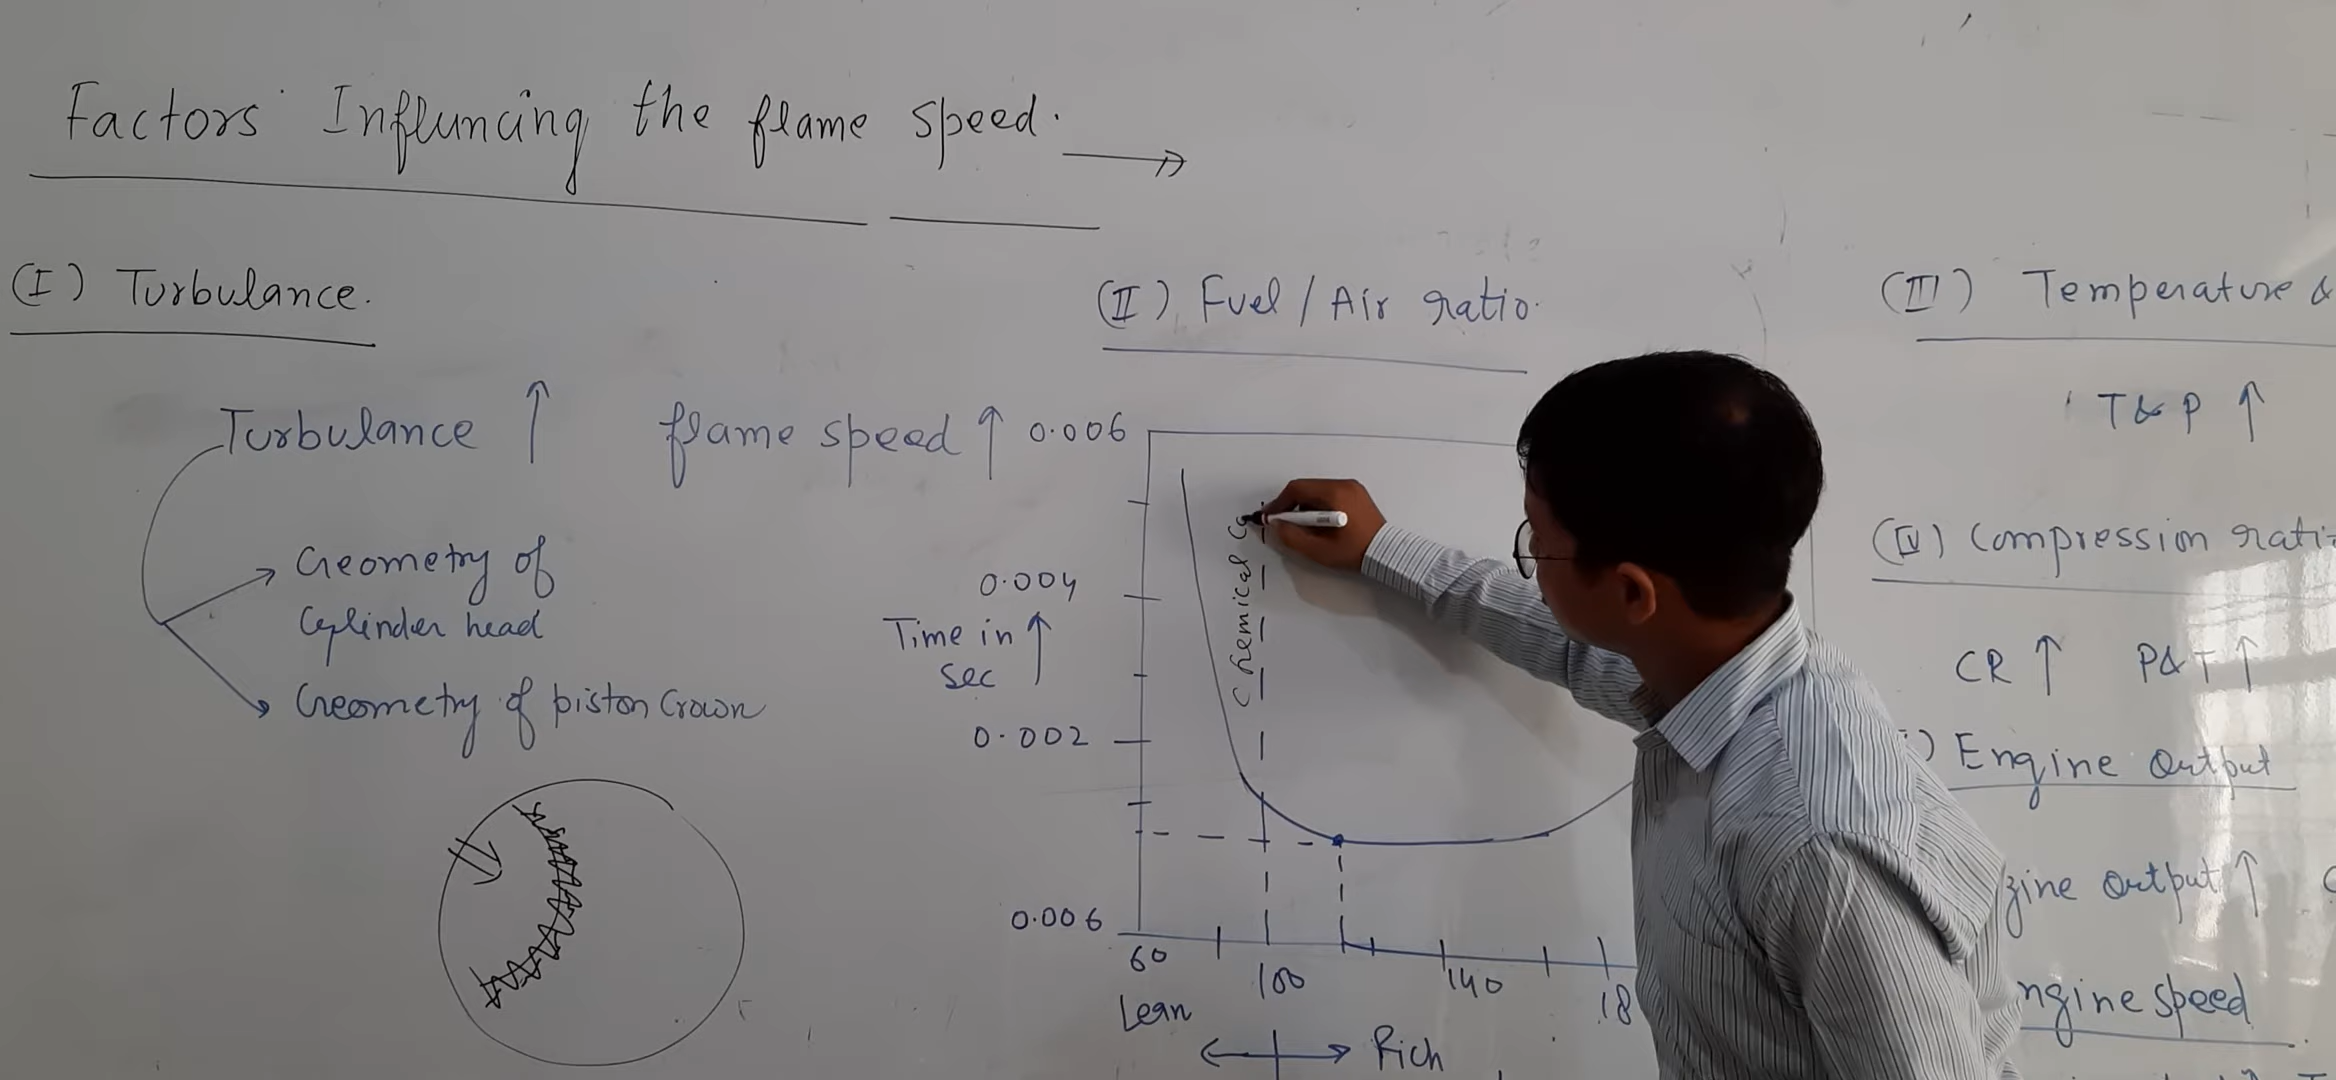 Factors Influncing the flame speed.
(I) Turbulance.
Turbulance ↑ flame speed ↑
Geometry of
Cylinder head
Geometry of piston Crown
(II) Fuel / Air ratio.
0.006
0.004
Time in
sec
0.002
0.006
Chemical Co
60
100
140
18
Lean
Rich
(III) Temperature &
T & P ↑
(IV) Compression rati
CR ↑ P & T ↑
) Engine Output
gine Output ↑
ngine speed